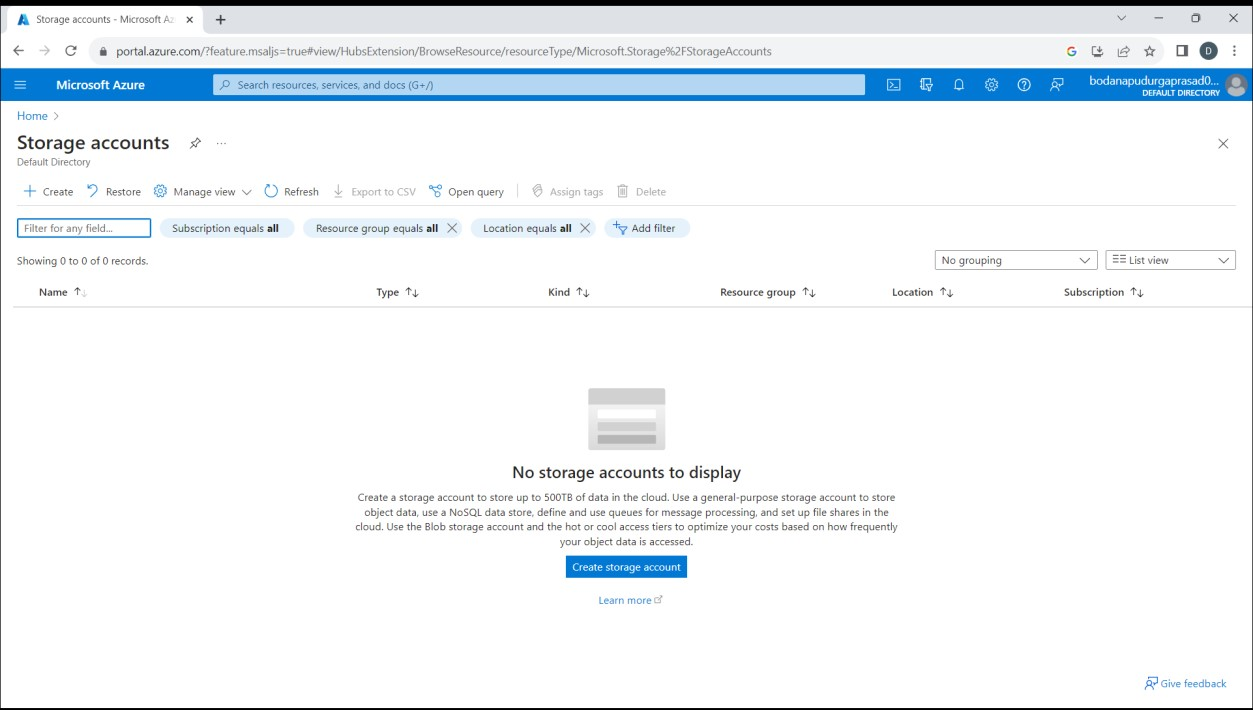 Storage accounts - Microsoft Az
portal.azure.com/?feature.msaljs=true#view/HubsExtension/BrowseResource/resourceType/Microsoft.Storage%2FStorageAccounts
G D
Microsoft Azure Search resources, services, and docs (G+/) bodanapudurgaprasad0...
DEFAULT DIRECTORY
Home >
Storage accounts ...
Default Directory
+ Create Restore Manage view Refresh Export to CSV Open query Assign tags Delete
Filter for any field... Subscription equals all Resource group equals all Location equals all Add filter
Showing 0 to 0 of 0 records. No grouping List view
Name Type Kind Resource group Location Subscription
No storage accounts to display
Create a storage account to store up to 500TB of data in the cloud. Use a general-purpose storage account to store
object data, use a NoSQL data store, define and use queues for message processing, and set up file shares in the
cloud. Use the Blob storage account and the hot or cool access tiers to optimize your costs based on how frequently
your object data is accessed.
Create storage account
Learn more
Give feedback